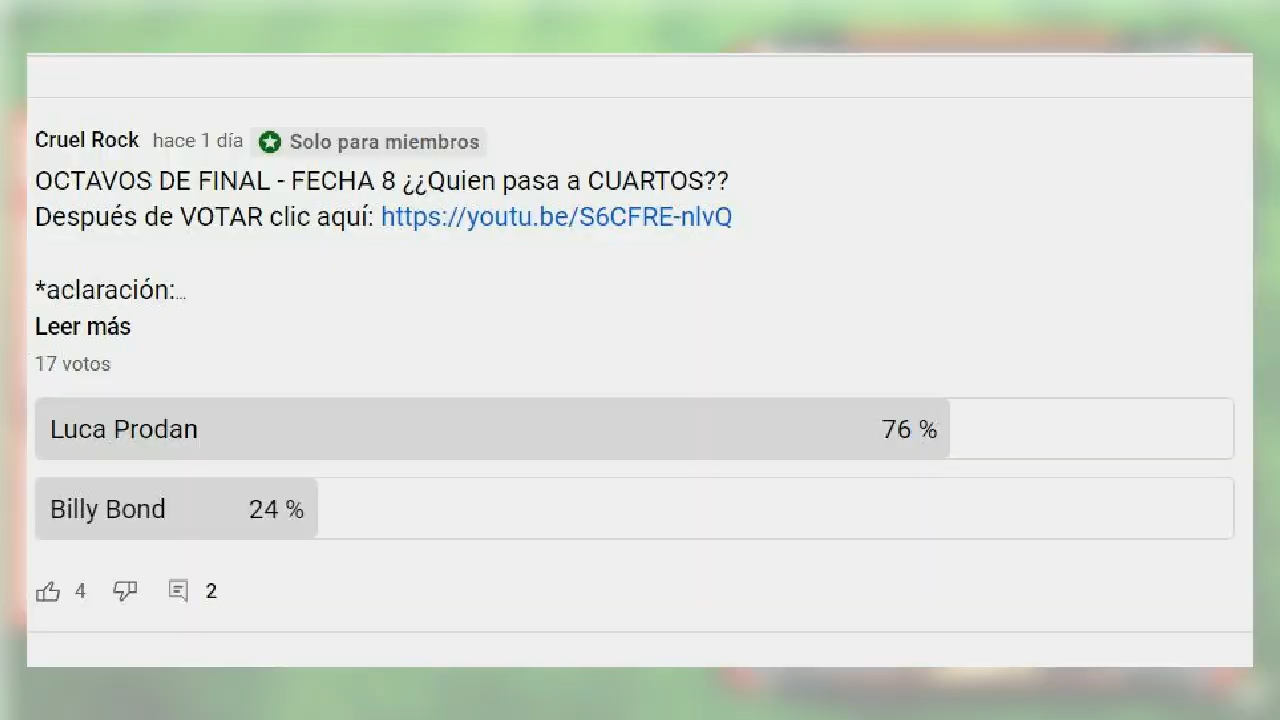 Cruel Rock hace 1 día Solo para miembros
OCTAVOS DE FINAL - FECHA 8 ¿¿Quien pasa a CUARTOS??
Después de VOTAR clic aquí: https://youtu.be/S6CFRE-nlvQ
*aclaración:...
Leer más
17 votos
Luca Prodan 76 %
Billy Bond 24 %
4 2